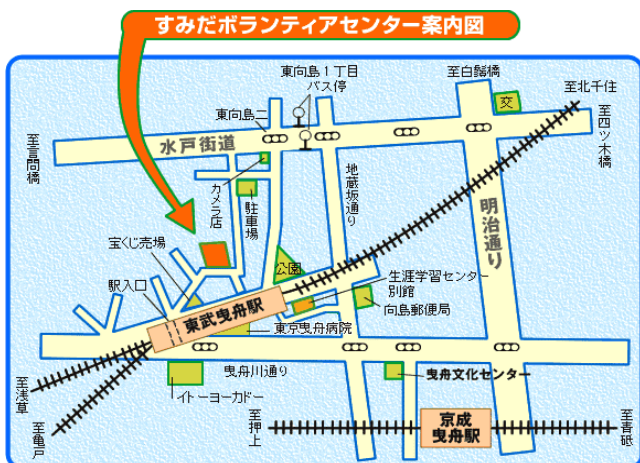 すみだボランティアセンター案内図
東向島1丁目
バス停
至白鬚橋
至北千住
交
東向島二
水戸街道
至言問橋
至四ツ木橋
カメラ店
駐車場
地蔵坂通り
明治通り
宝くじ売場
公園
駅入口
生涯学習センター
別館
東武曳舟駅
向島郵便局
東京曳舟病院
曳舟川通り
曳舟文化センター
至浅草
イトーヨーカドー
至亀戸
至押上
京成
曳舟駅
至青砥